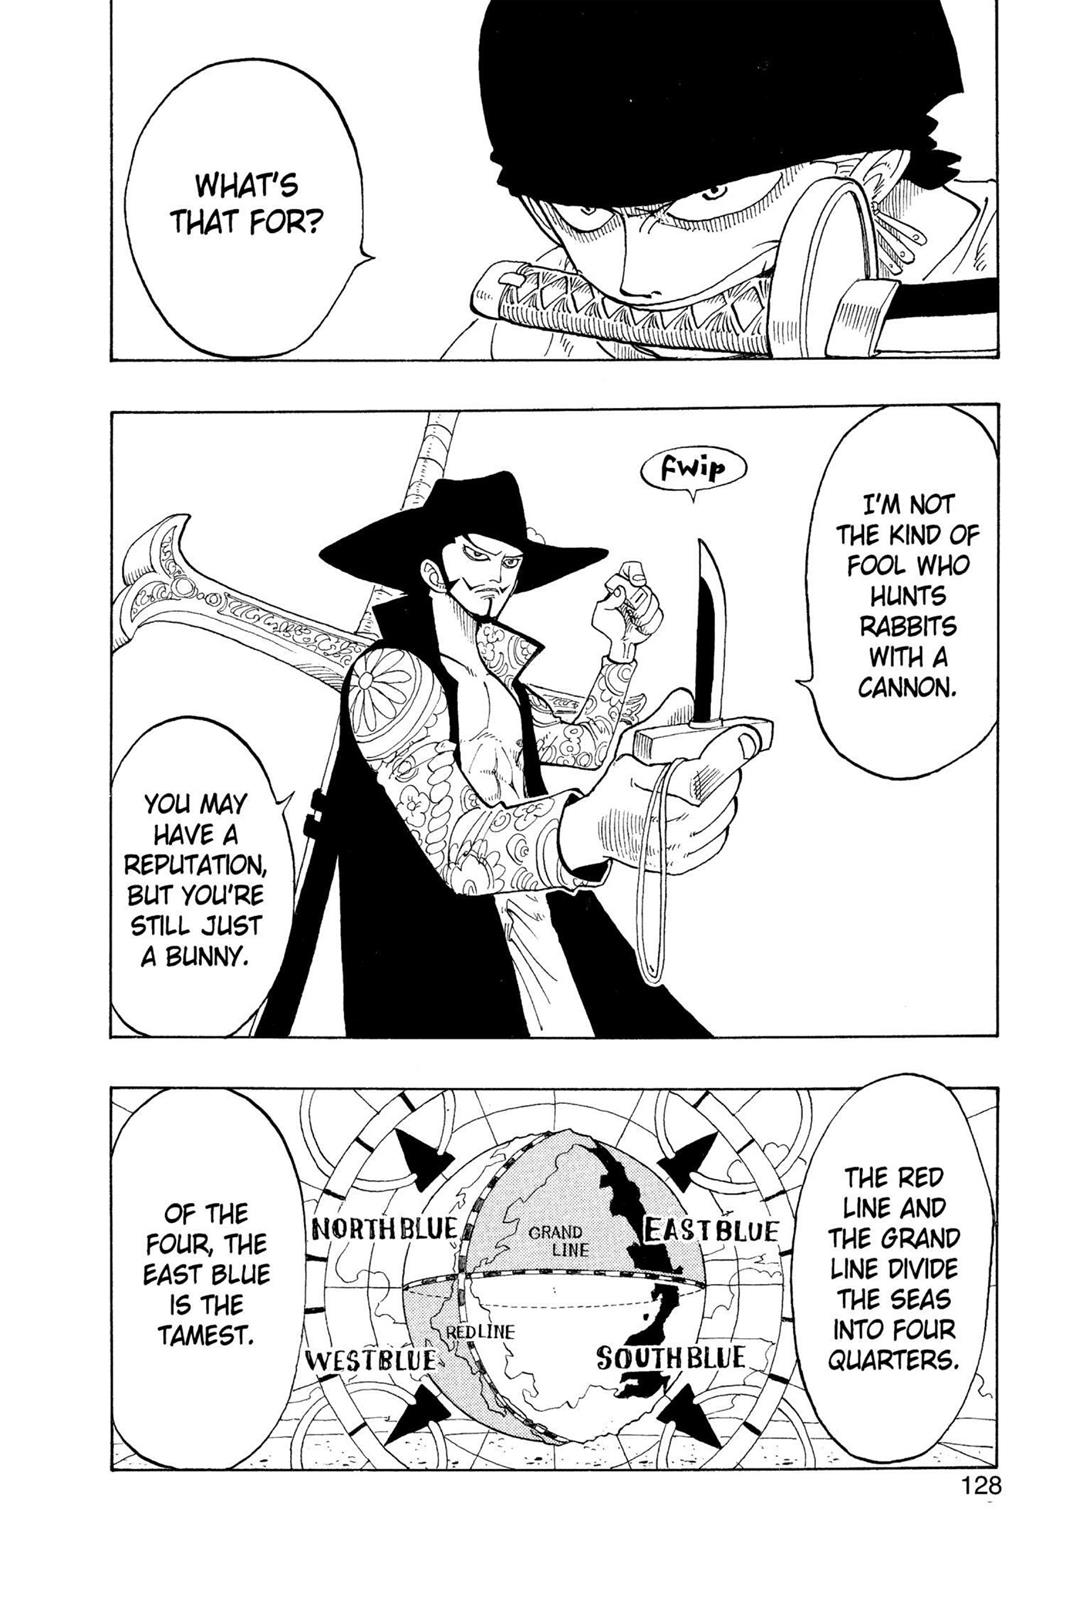 WHAT'S
THAT FOR?
fwip
I'M NOT
THE KIND OF
FOOL WHO
HUNTS
RABBITS
WITH A
CANNON.
YOU MAY
HAVE A
REPUTATION,
BUT YOU'RE
STILL JUST
A BUNNY.
THE RED
LINE AND
THE GRAND
LINE DIVIDE
THE SEAS
INTO FOUR
QUARTERS.
NORTH BLUE
GRAND
LINE
EAST BLUE
RED LINE
WEST BLUE
SOUTH BLUE
OF THE
FOUR, THE
EAST BLUE
IS THE
TAMEST.
128